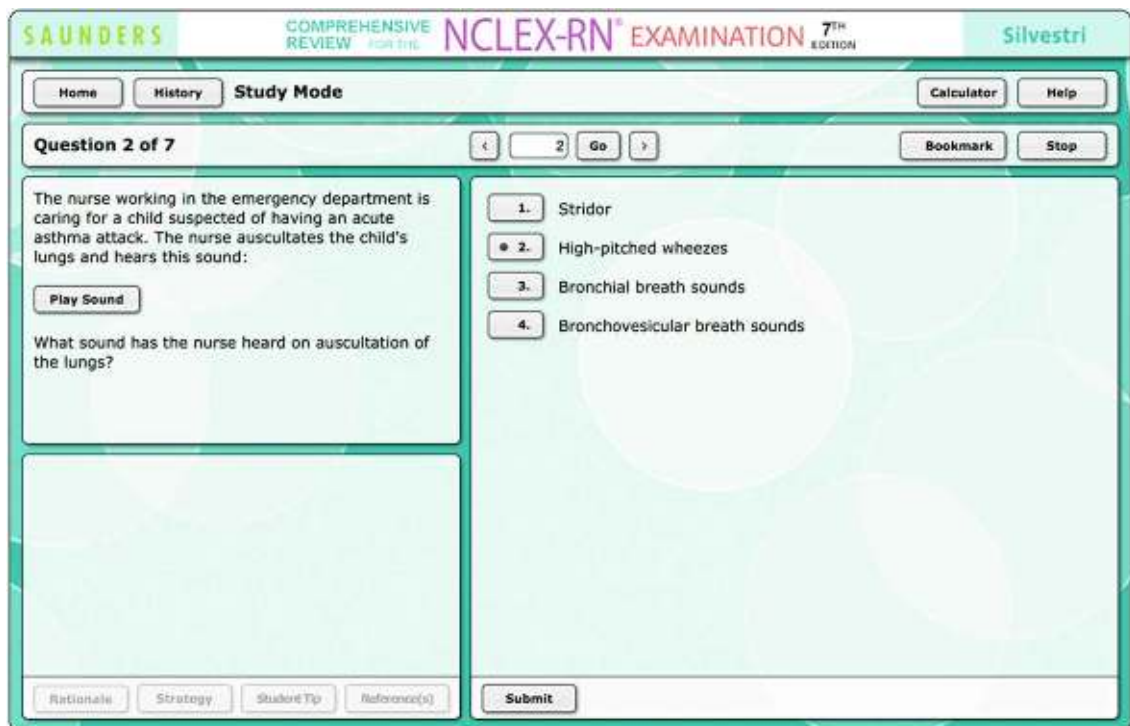 SAUNDERS
COMPREHENSIVE
REVIEW FOR THE
NCLEX-RN® EXAMINATION
7TH
EDITION
Silvestri
Home
History
Study Mode
Calculator
Help
Question 2 of 7
<
2
Go
>
Bookmark
Stop
The nurse working in the emergency department is
caring for a child suspected of having an acute
asthma attack. The nurse auscultates the child's
lungs and hears this sound:
Play Sound
What sound has the nurse heard on auscultation of
the lungs?
1. Stridor
2. High-pitched wheezes
3. Bronchial breath sounds
4. Bronchovesicular breath sounds
Rationale
Strategy
Student Tip
Reference(s)
Submit